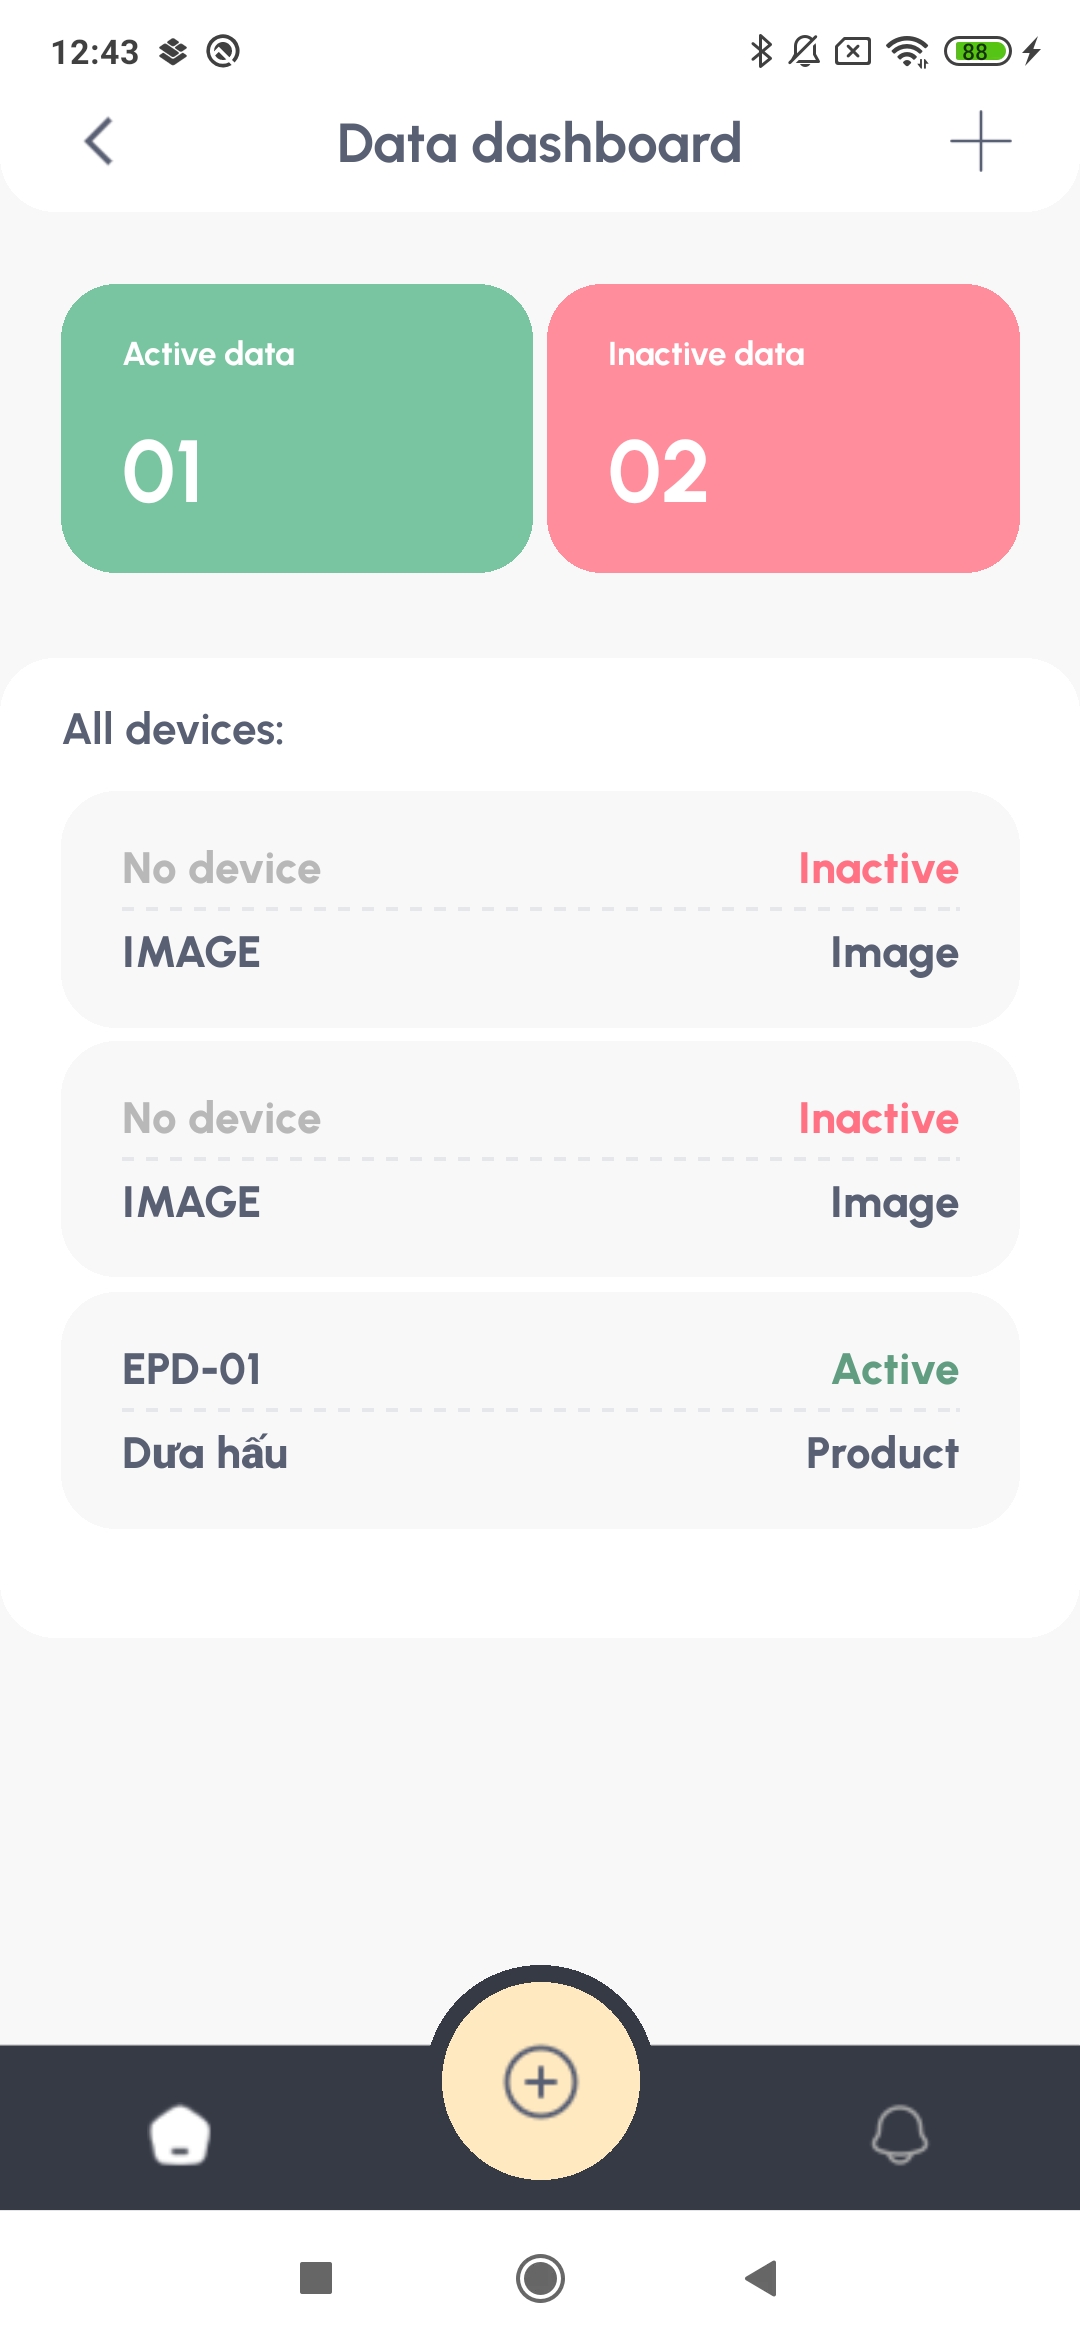 12:43
88
Data dashboard
Active data
Inactive data
01
02
All devices:
No device
Inactive
IMAGE
Image
No device
Inactive
IMAGE
Image
EPD-01
Active
Dưa hấu
Product